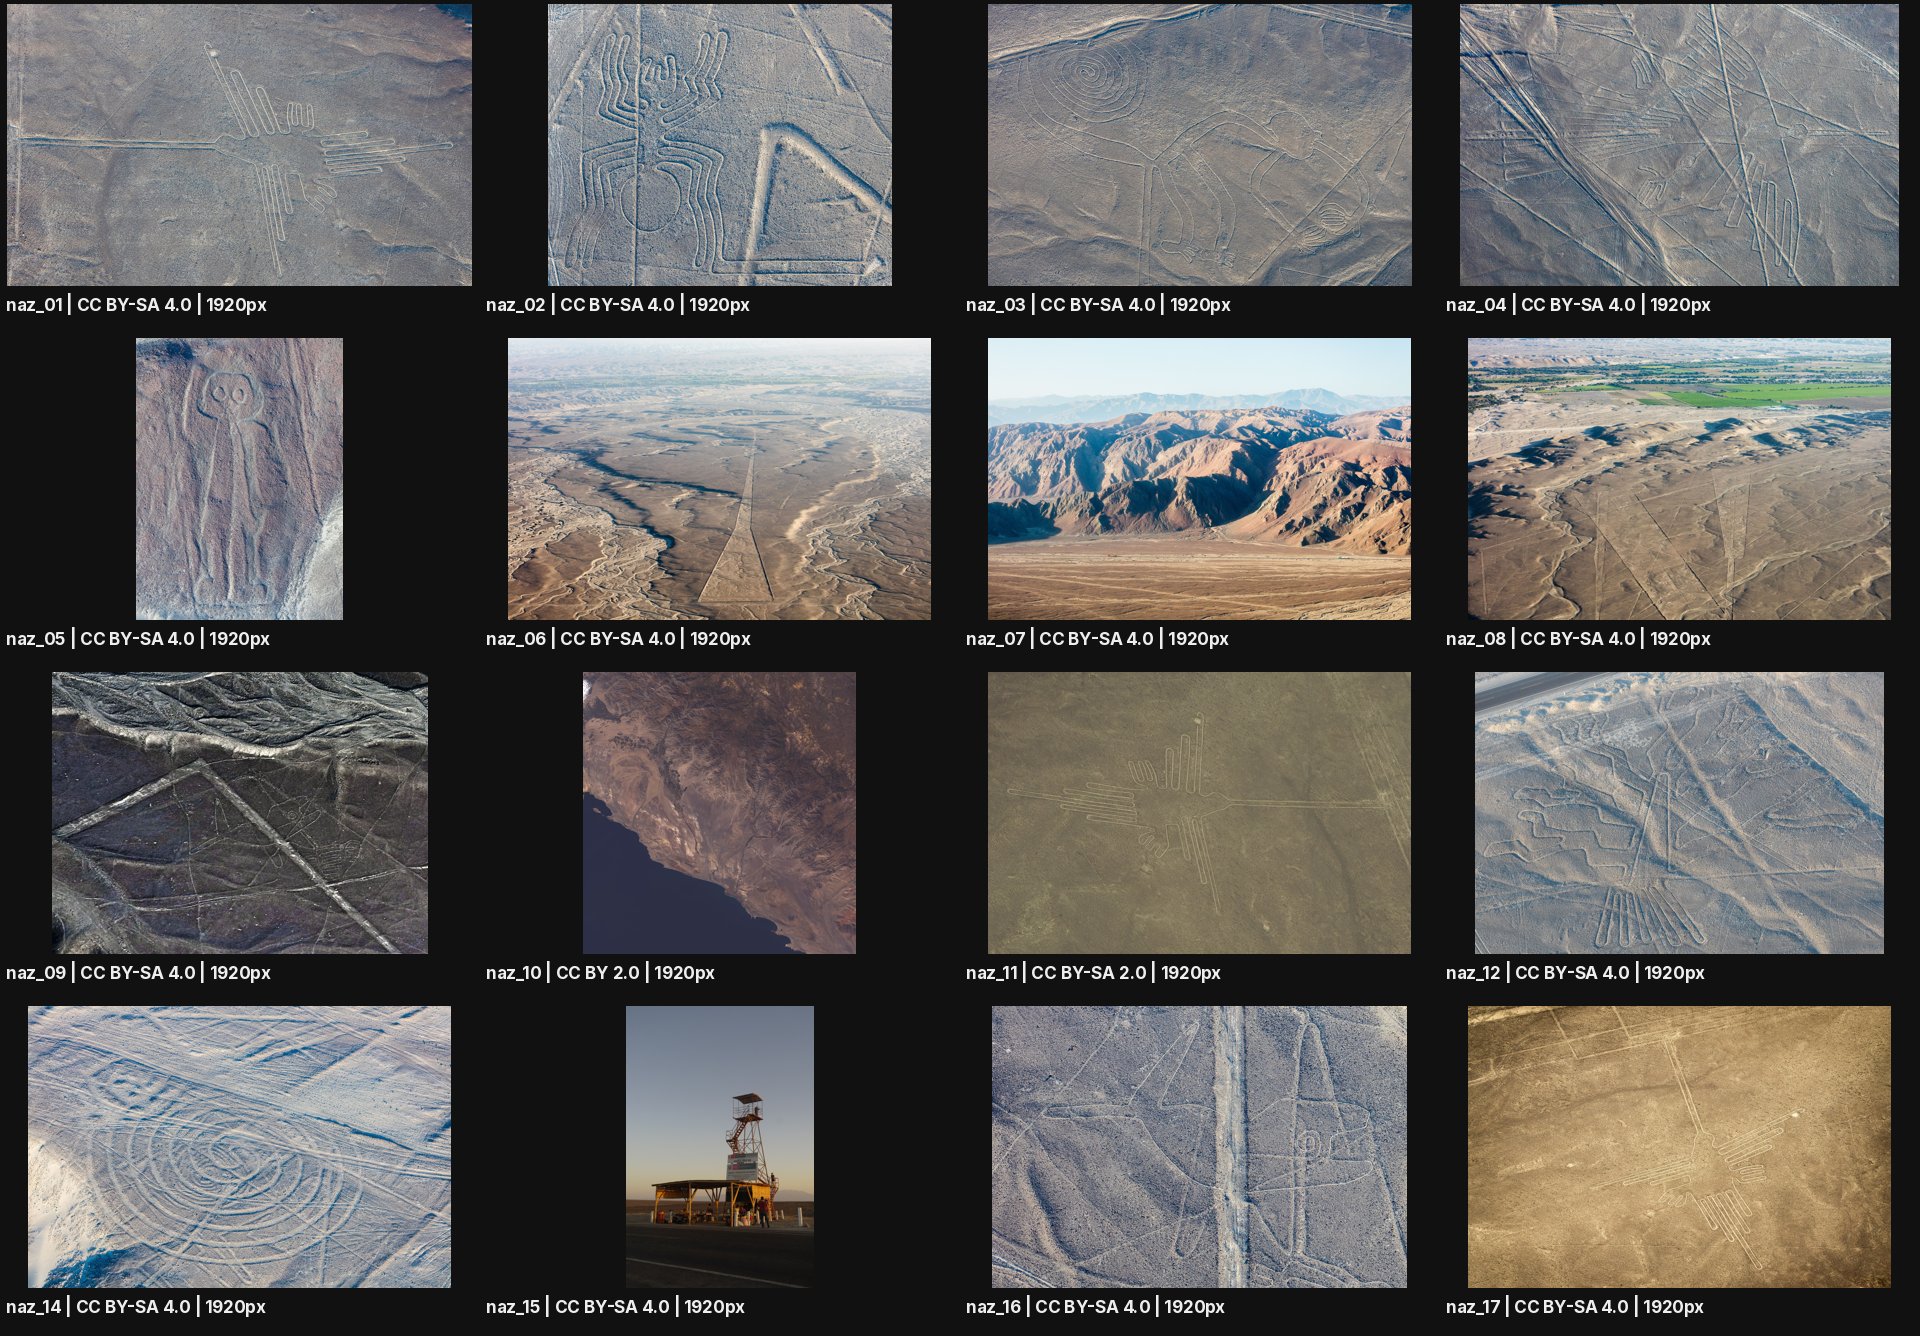 naz_01 | CC BY-SA 4.0 | 1920px
naz_02 | CC BY-SA 4.0 | 1920px
naz_03 | CC BY-SA 4.0 | 1920px
naz_04 | CC BY-SA 4.0 | 1920px
naz_05 | CC BY-SA 4.0 | 1920px
naz_06 | CC BY-SA 4.0 | 1920px
naz_07 | CC BY-SA 4.0 | 1920px
naz_08 | CC BY-SA 4.0 | 1920px
naz_09 | CC BY-SA 4.0 | 1920px
naz_10 | CC BY 2.0 | 1920px
naz_11 | CC BY-SA 2.0 | 1920px
naz_12 | CC BY-SA 4.0 | 1920px
naz_14 | CC BY-SA 4.0 | 1920px
naz_15 | CC BY-SA 4.0 | 1920px
naz_16 | CC BY-SA 4.0 | 1920px
naz_17 | CC BY-SA 4.0 | 1920px